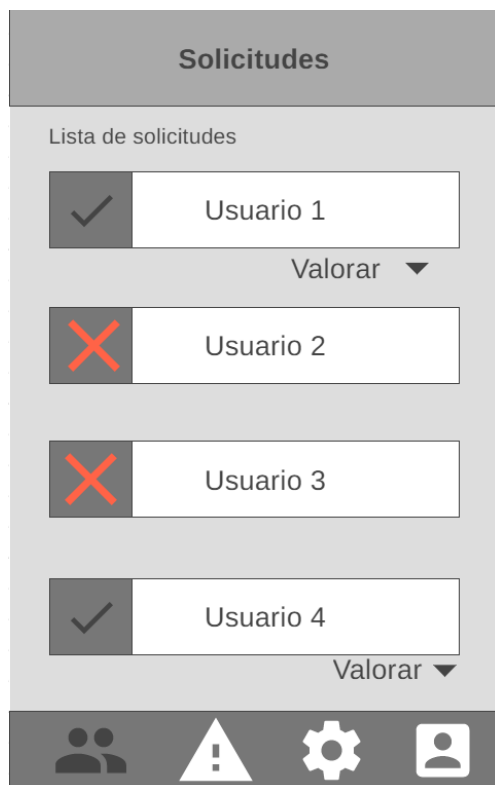 Solicitudes
Lista de solicitudes
Usuario 1
Valorar
Usuario 2
Usuario 3
Usuario 4
Valorar